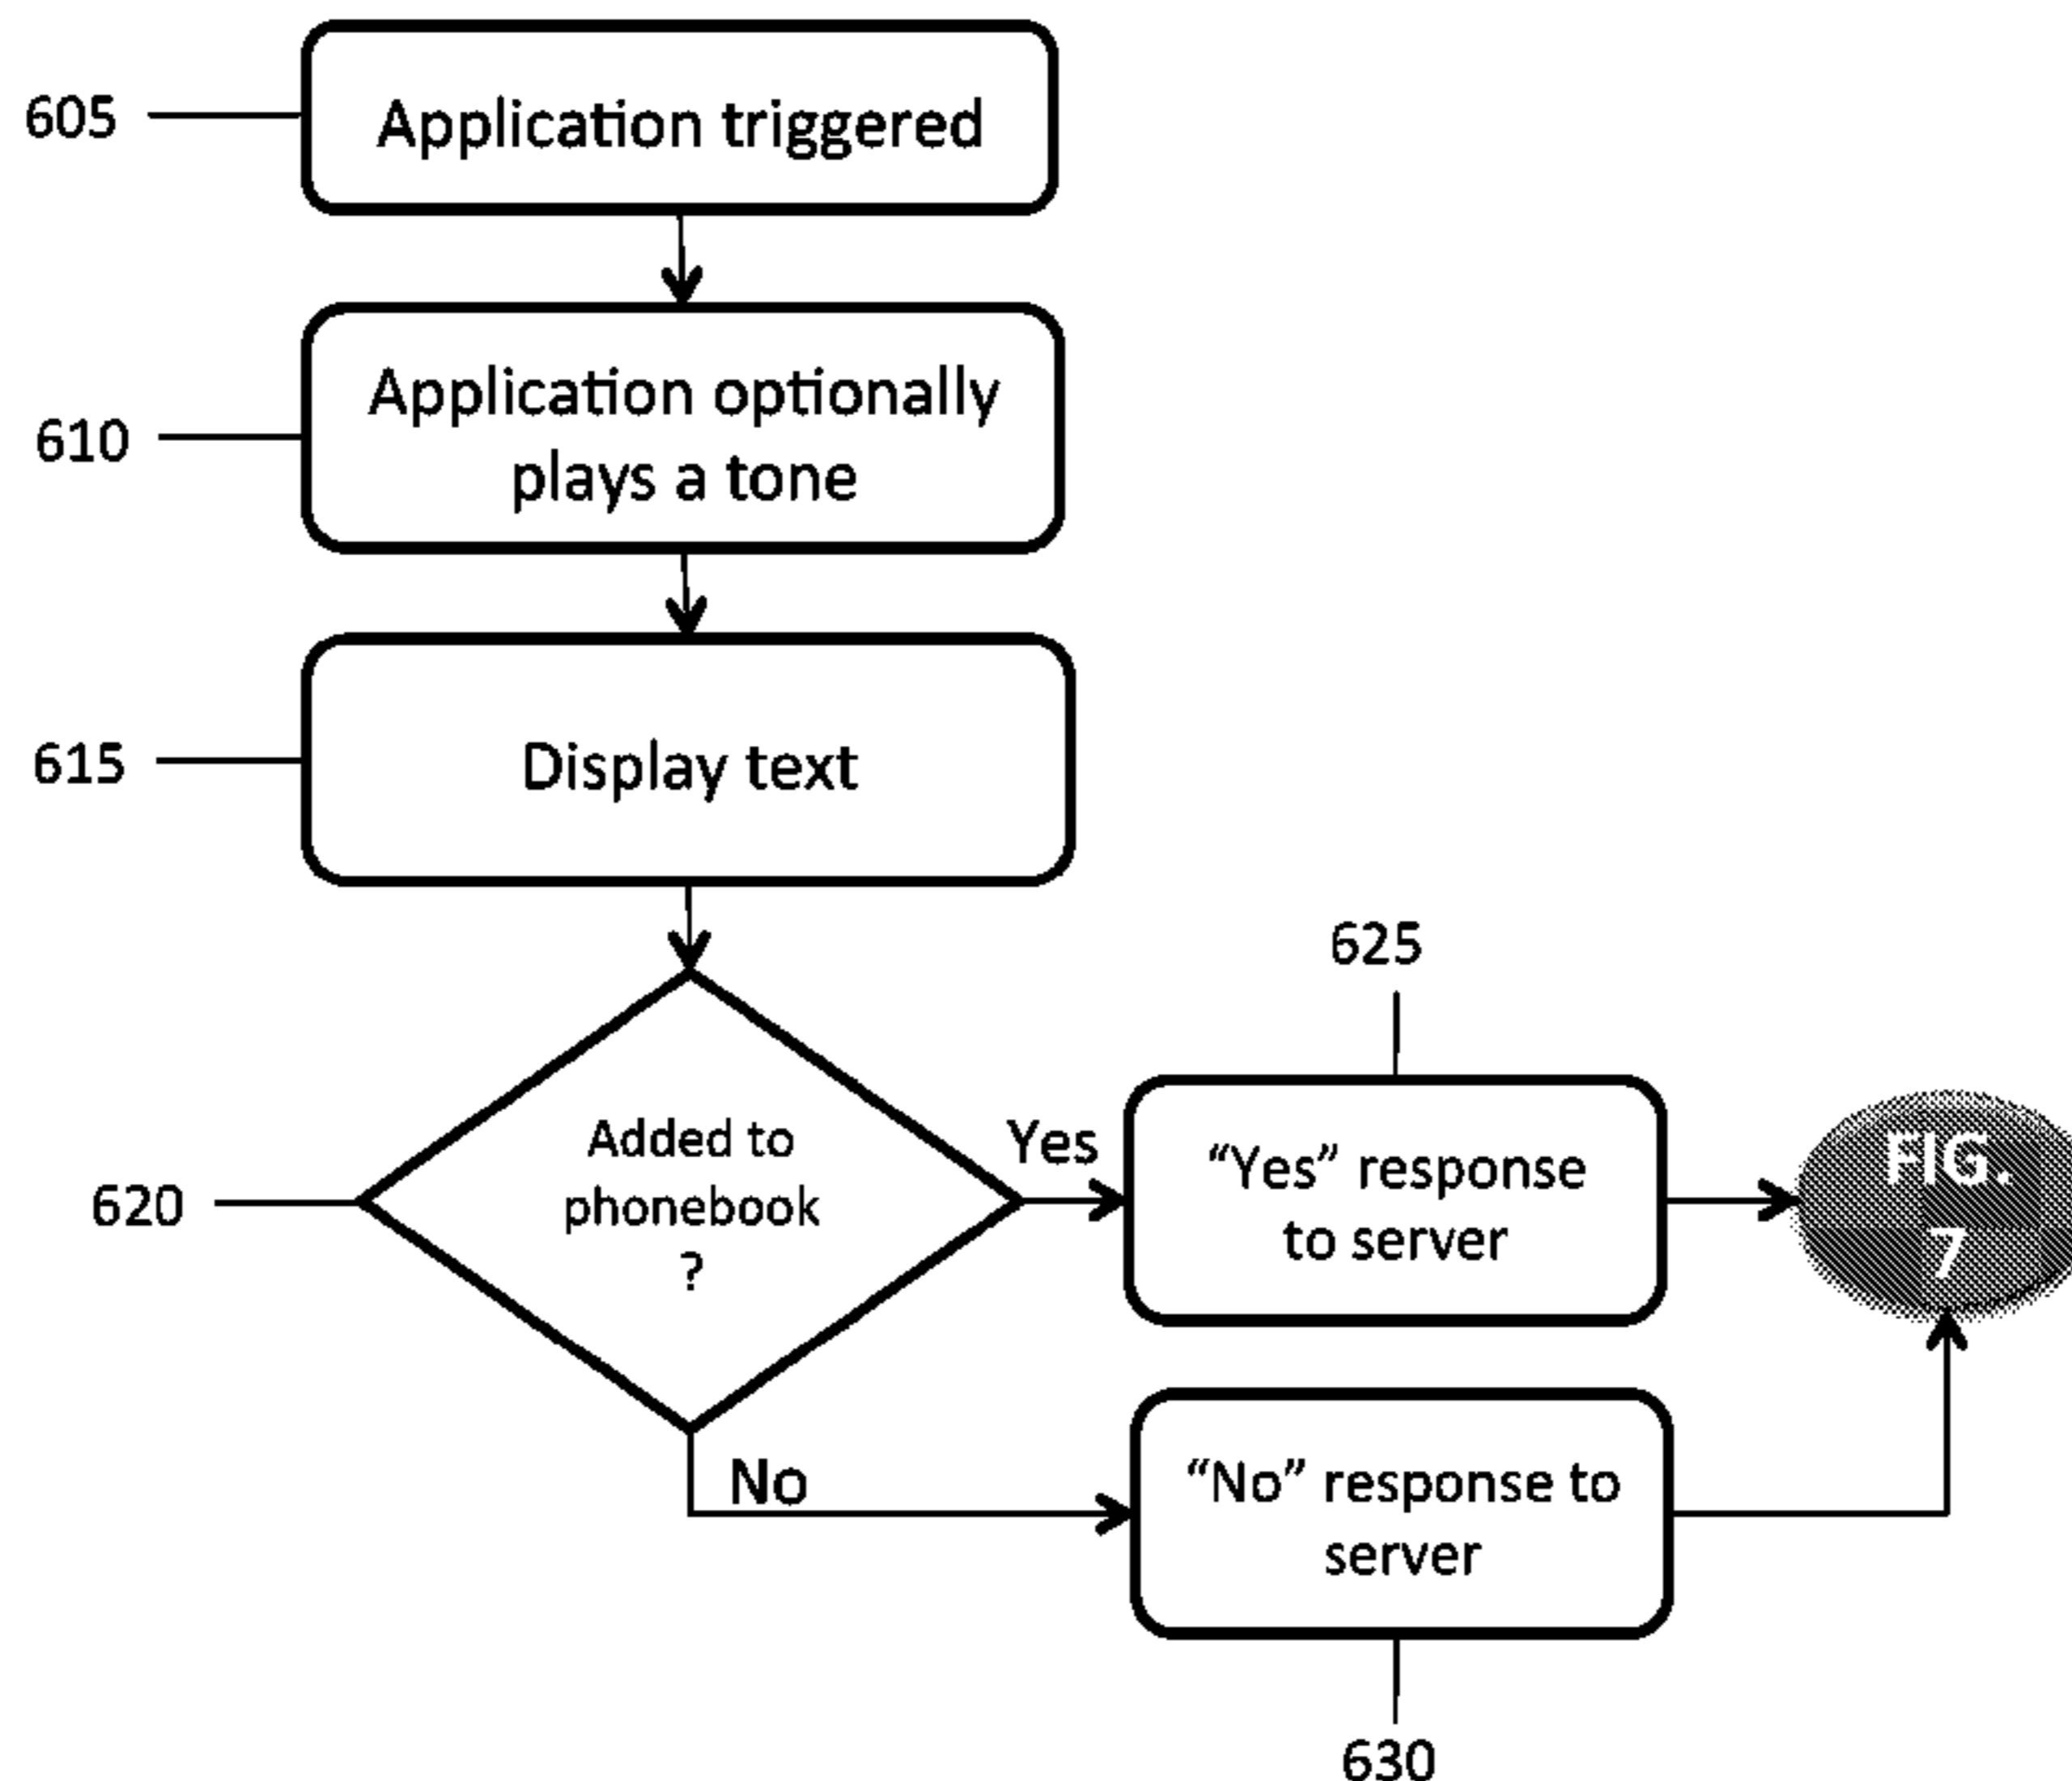 605
Application triggered
610
Application optionally
plays a tone
615
Display text
620
Added to
phonebook
?
Yes
625
“Yes” response
to server
FIG.
7
No
“No” response to
server
630